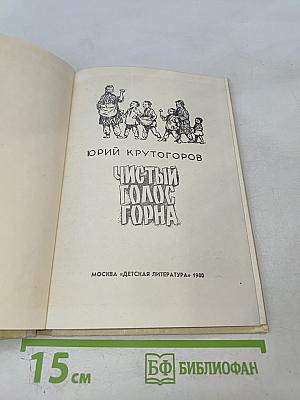 ЮРИЙ КРУТОГОРОВ
ЧИСТЫЙ
ГОЛОС
ГОРНА
МОСКВА «ДЕТСКАЯ ЛИТЕРАТУРА» 1980
15 см
БФ БИБЛИОФАН